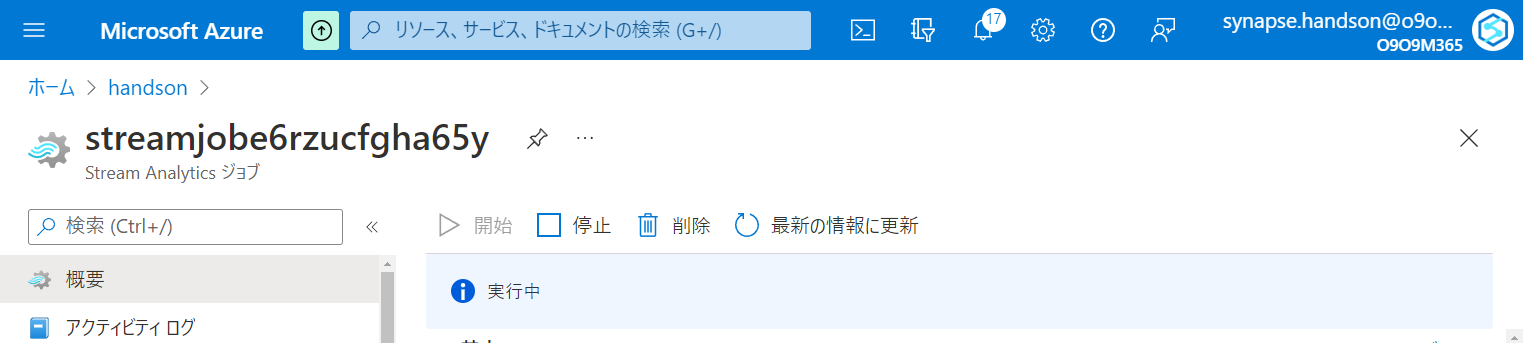 Microsoft Azure
リソース、サービス、ドキュメントの検索 (G+/)
17
synapse.handson@o9o...
O9O9M365
ホーム > handson >
streamjobe6rzucfgha65y
...
Stream Analytics ジョブ
検索 (Ctrl+/)
«
開始 停止 削除 最新の情報に更新
概要
実行中
アクティビティ ログ